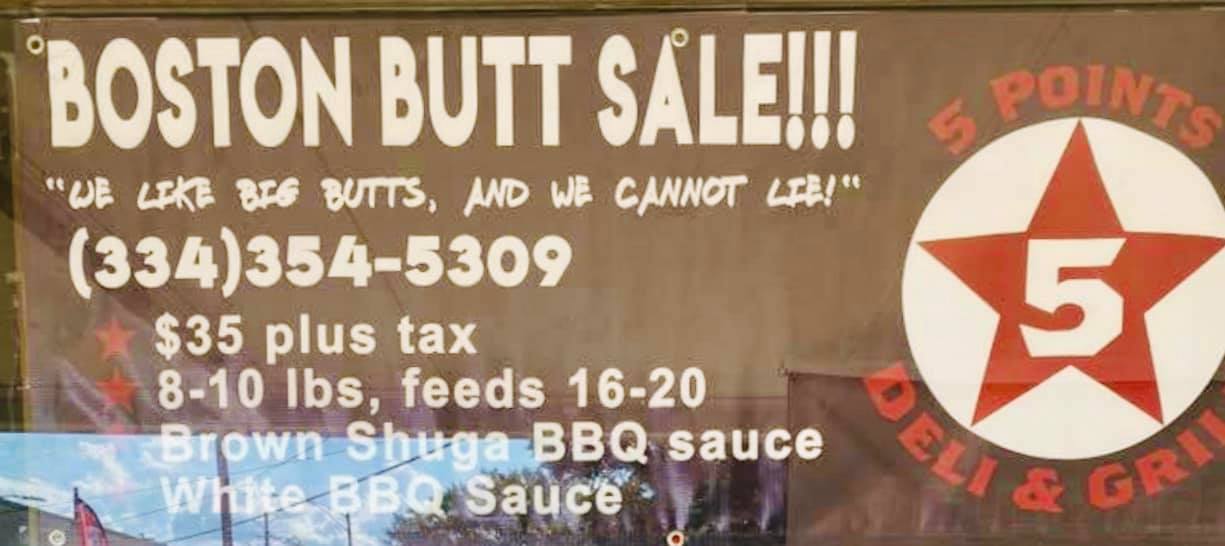 BOSTON BUTT SALE!!!
"WE LIKE BIG BUTTS, AND WE CANNOT LIE!"
(334)354-5309
$35 plus tax
8-10 lbs, feeds 16-20
Brown Shuga BBQ sauce
White BBQ Sauce
5 POINTS
5
DELI & GRILL